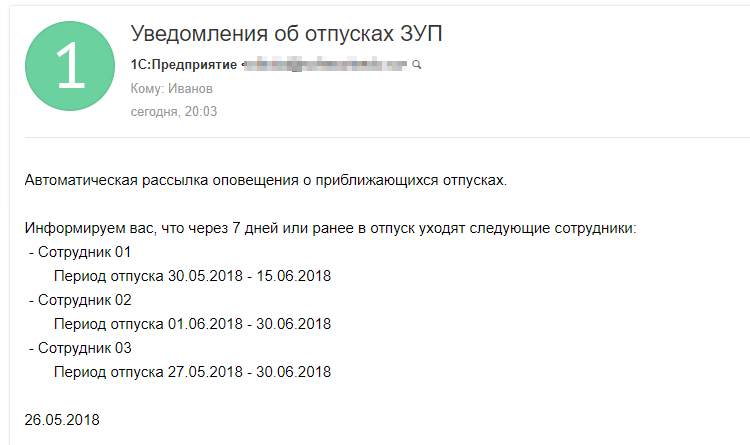 1
Уведомления об отпусках ЗУП
1С:Предприятие
Кому: Иванов
сегодня, 20:03
Автоматическая рассылка оповещения о приближающихся отпусках.
Информируем вас, что через 7 дней или ранее в отпуск уходят следующие сотрудники:
- Сотрудник 01
Период отпуска 30.05.2018 - 15.06.2018
- Сотрудник 02
Период отпуска 01.06.2018 - 30.06.2018
- Сотрудник 03
Период отпуска 27.05.2018 - 30.06.2018
26.05.2018